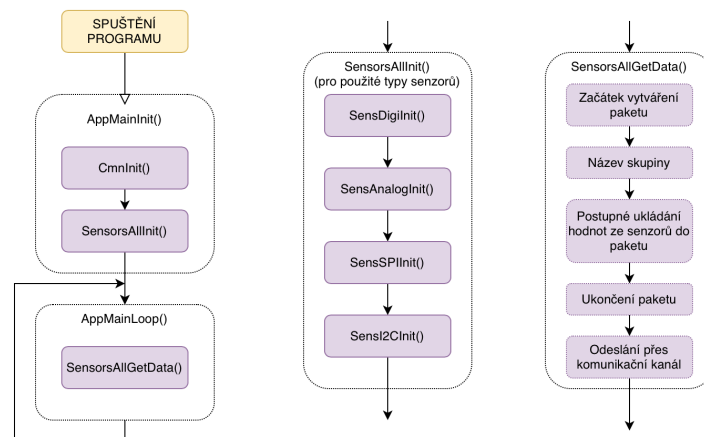 SPUŠTĚNÍ
PROGRAMU
AppMainInit()
CmnInit()
SensorsAllInit()
AppMainLoop()
SensorsAllGetData()
SensorsAllInit()
(pro použité typy senzorů)
SensDigiInit()
SensAnalogInit()
SensSPIInit()
SensI2CInit()
SensorsAllGetData()
Začátek vytváření
paketu
Název skupiny
Postupné ukládání
hodnot ze senzorů do
paketu
Ukončení paketu
Odeslání přes
komunikační kanál